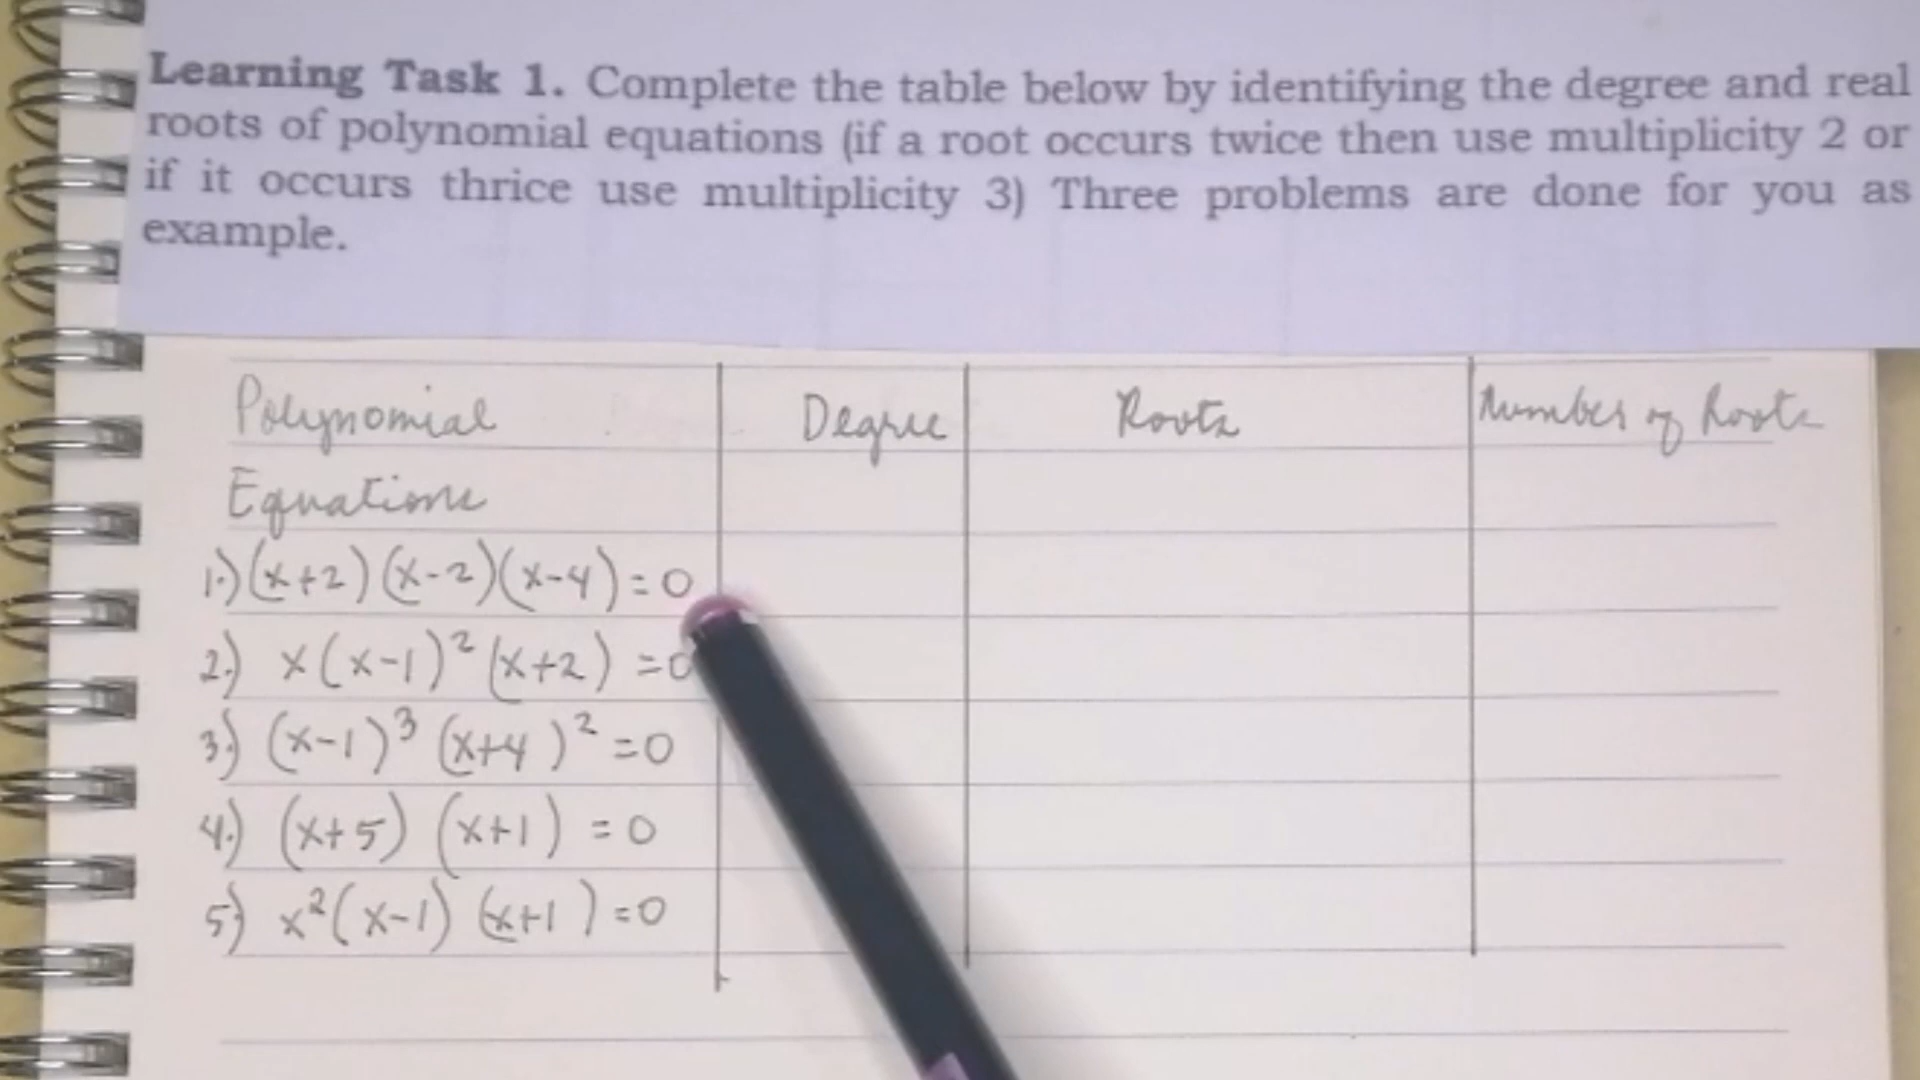 Learning Task 1. Complete the table below by identifying the degree and real
roots of polynomial equations (if a root occurs twice then use multiplicity 2 or
if it occurs thrice use multiplicity 3) Three problems are done for you as
example.
Polynomial Degree Roots Number of Roots
Equations
1.) (x+2) (x-2) (x-4) = 0
2.) x (x-1)² (x+2) = 0
3.) (x-1)³ (x+4)² = 0
4.) (x+5) (x+1) = 0
5.) x² (x-1) (x+1) = 0